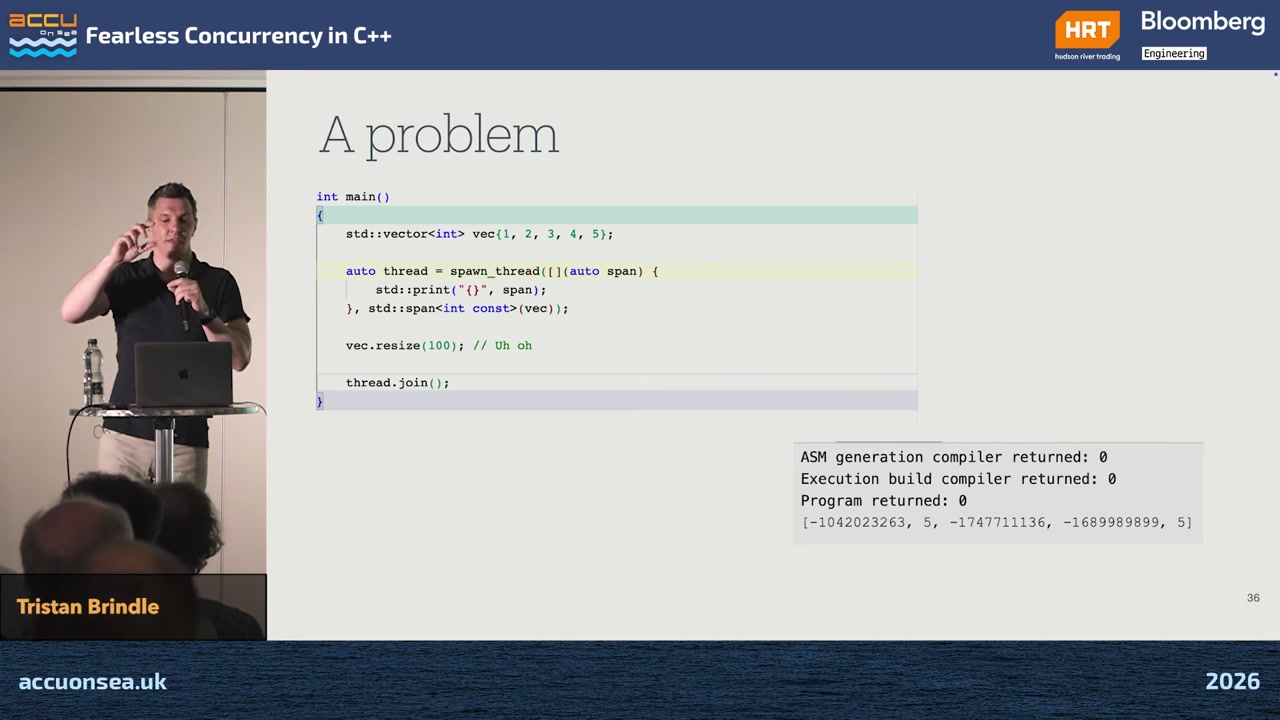 accu
on sea
Fearless Concurrency in C++
HRT
hudson river trading
Bloomberg
Engineering
A problem
int main()
{
std::vector<int> vec{1, 2, 3, 4, 5};
auto thread = spawn_thread([](auto span) {
std::print("{}", span);
}, std::span<int const>(vec));
vec.resize(100); // Uh oh
thread.join();
}
ASM generation compiler returned: 0
Execution build compiler returned: 0
Program returned: 0
[-1042023263, 5, -1747711136, -1689989899, 5]
36
Tristan Brindle
accuonsea.uk
2026